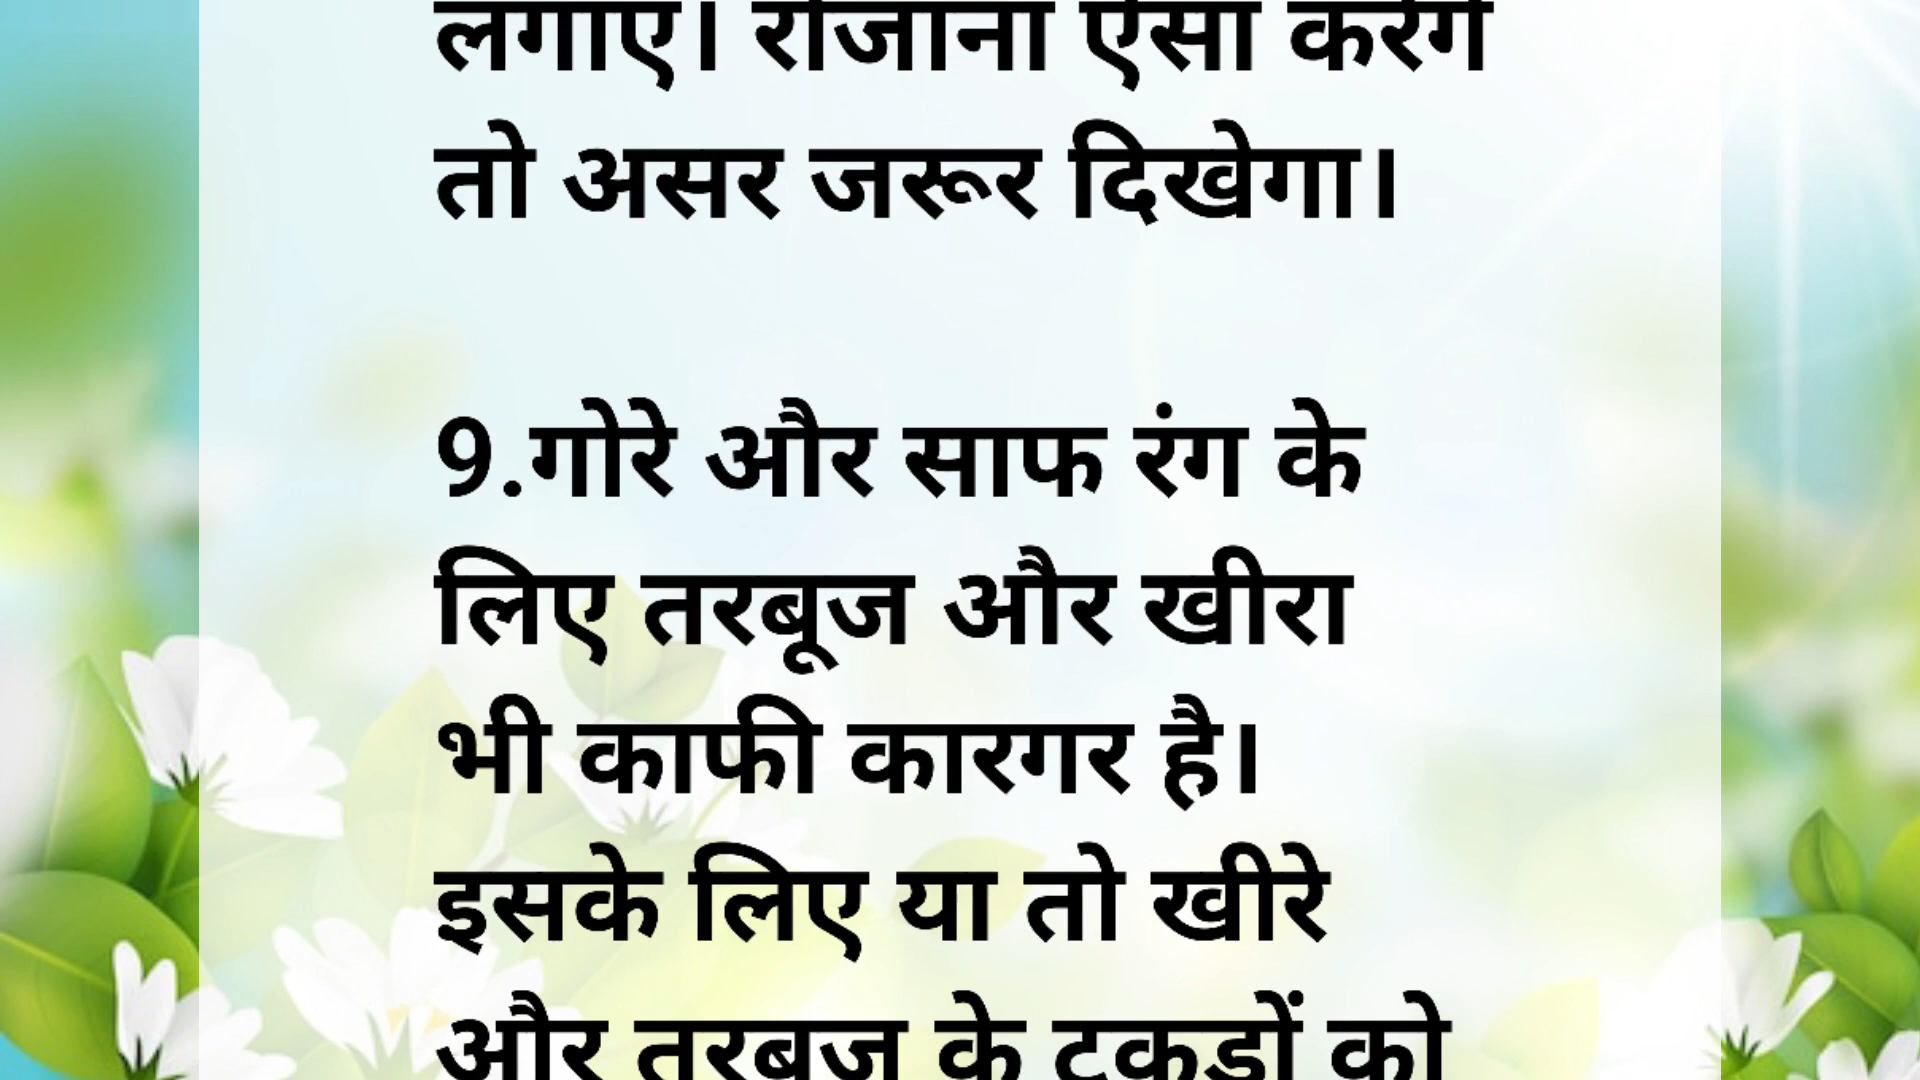 लगाए। रोजाना ऐसा करेंगे
तो असर जरूर दिखेगा।
9.गोरे और साफ रंग के
लिए तरबूज और खीरा
भी काफी कारगर है।
इसके लिए या तो खीरे
और तरबूज के टुकड़ों को